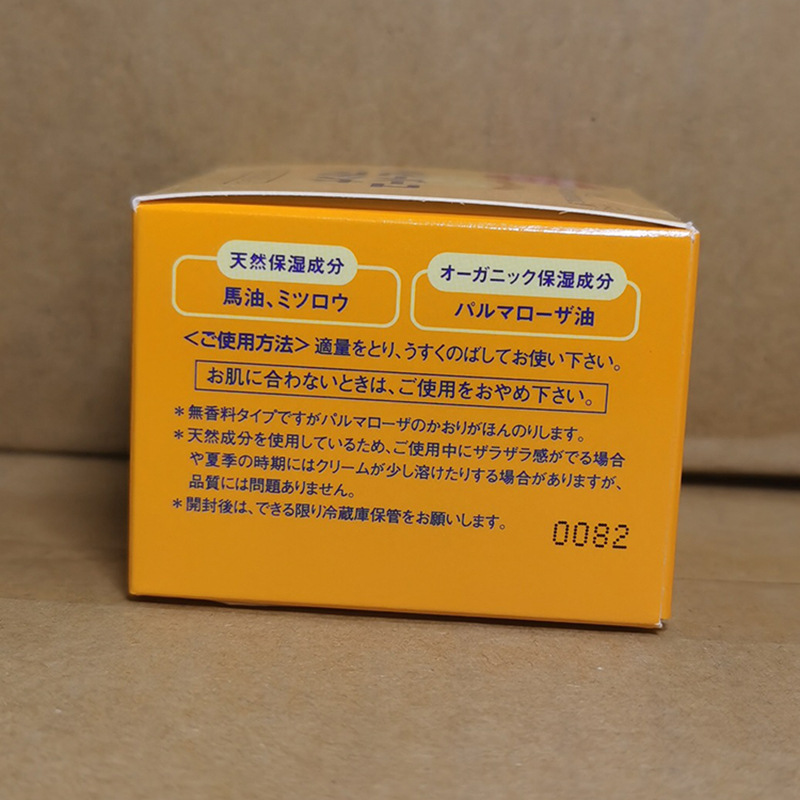 天然保湿成分
馬油、ミツロウ
オーガニック保湿成分
パルマローザ油
＜ご使用方法＞適量をとり、うすくのばしてお使い下さい。
お肌に合わないときは、ご使用をおやめ下さい。
＊無香料タイプですがパルマローザのかおりがほんのりします。
＊天然成分を使用しているため、ご使用中にザラザラ感がでる場合
や夏季の時期にはクリームが少し溶けたりする場合がありますが、
品質には問題ありません。
＊開封後は、できる限り冷蔵庫保管をお願いします。
0082